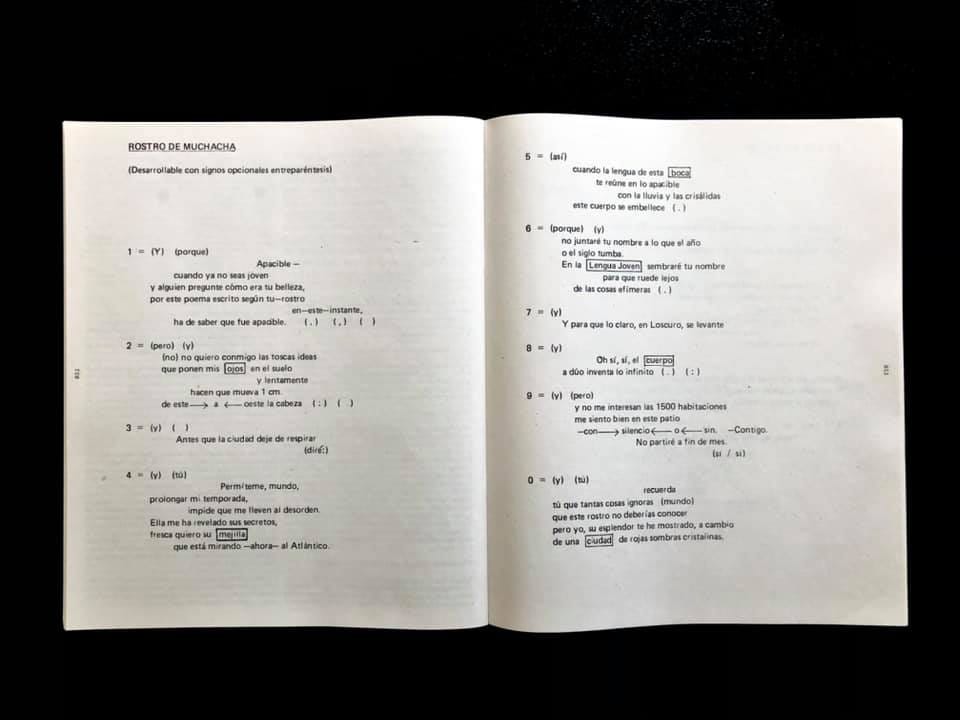 ROSTRO DE MUCHACHA
(Desarrollable con signos opcionales entreparéntesis)
1 = (Y) (porque)
Apacible —
cuando ya no seas joven
y alguien pregunte cómo era tu belleza,
por este poema escrito según tu—rostro
en—este—instante,
ha de saber que fue apacible. (.) (,) ( )
2 = (pero) (y)
(no) no quiero conmigo las toscas ideas
que ponen mis ojos en el suelo
y lentamente
hacen que mueva 1 cm.
de este—→ a ←—oeste la cabeza (:) (.)
3 = (y) ( )
Antes que la ciudad deje de respirar
(diré:)
4 = (y) (tú)
Permíteme, mundo,
prolongar mi temporada,
impide que me lleven al desorden.
Ella me ha revelado sus secretos,
fresca quiero su mejilla
que está mirando —ahora— al Atlántico.
5 = (así)
cuando la lengua de esta boca
te reúne en lo apacible
con la lluvia y las crisálidas
este cuerpo se embellece (.)
6 = (porque) (y)
no juntaré tu nombre a lo que el año
o el siglo tumba.
En la Lengua Joven sembraré tu nombre
para que ruede lejos
de las cosas efímeras (.)
7 = (y)
Y para que lo claro, en Loscuro, se levante
8 = (y)
Oh sí, sí, el cuerpo
a dúo inventa lo infinito (.) (:)
9 = (y) (pero)
y no me interesan las 1500 habitaciones
me siento bien en este patio
—con—→ silencio←— o←— sin. —Contigo.
No partiré a fin de mes.
(sí / si)
0 = (y) (tú)
recuerda
tú que tantas cosas ignoras (mundo)
que este rostro no deberías conocer
pero yo, su esplendor te he mostrado, a cambio
de una ciudad de rojas sombras cristalinas.